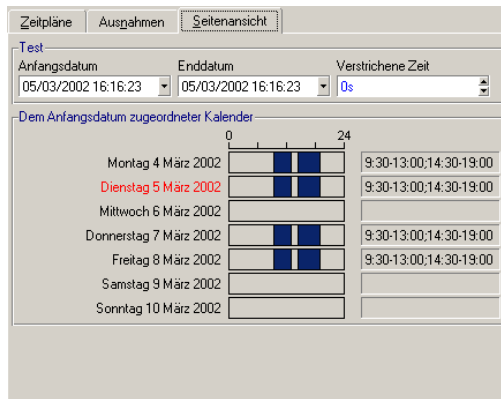 Zeitpläne Ausnahmen Seitenansicht
Test
Anfangsdatum Enddatum Verstrichene Zeit
05/03/2002 16:16:23 05/03/2002 16:16:23 0s
Dem Anfangsdatum zugeordneter Kalender
0 24
Montag 4 März 2002 9:30-13:00;14:30-19:00
Dienstag 5 März 2002 9:30-13:00;14:30-19:00
Mittwoch 6 März 2002
Donnerstag 7 März 2002 9:30-13:00;14:30-19:00
Freitag 8 März 2002 9:30-13:00;14:30-19:00
Samstag 9 März 2002
Sonntag 10 März 2002